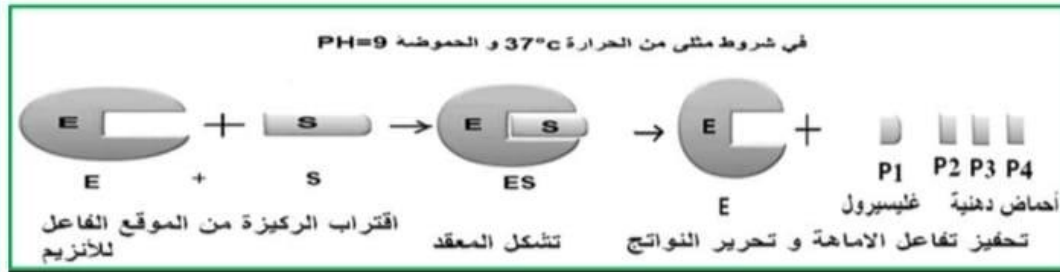 في شروط مثلى من الحرارة 37°c و الحموضة PH=9
E + S → E S → E +
E + S ES E P1 P2 P3 P4
غليسيرول أحماض دهنية
اقتراب الركيزة من الموقع الفاعل للأنزيم
تشكل المعقد
تحفيز تفاعل الاماهة و تحرير النواتج